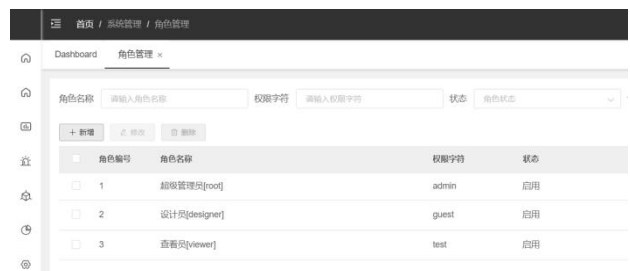 首页 / 系统管理 / 角色管理
Dashboard 角色管理 ×
角色名称 请输入角色名称 权限字符 请输入权限字符 状态 角色状态
+ 新增 修改 删除
角色编号 角色名称 权限字符 状态
1 超级管理员[root] admin 启用
2 设计员[designer] guest 启用
3 查看员[viewer] test 启用